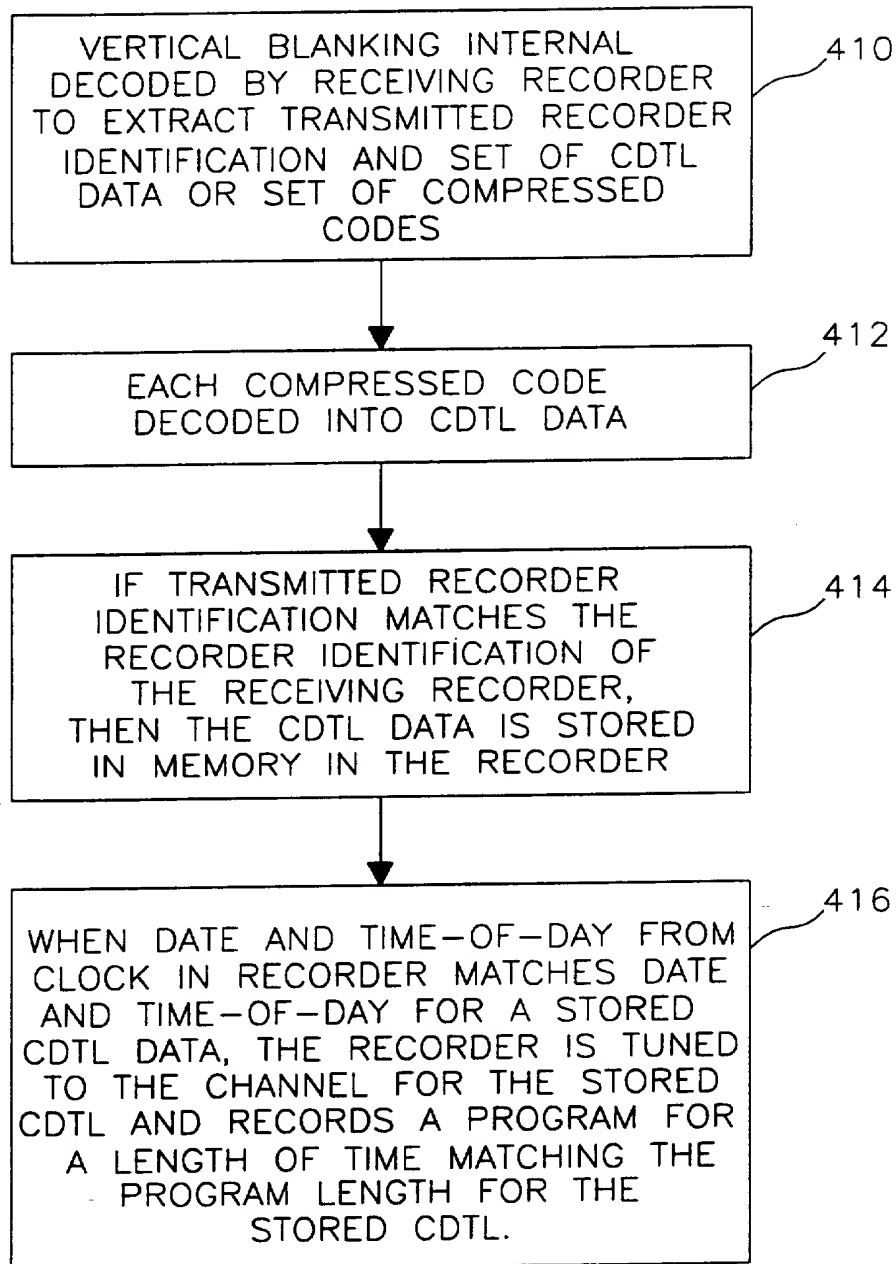 VERTICAL BLANKING INTERNAL
DECODED BY RECEIVING RECORDER
TO EXTRACT TRANSMITTED RECORDER
IDENTIFICATION AND SET OF CDTL
DATA OR SET OF COMPRESSED
CODES
410
EACH COMPRESSED CODE
DECODED INTO CDTL DATA
412
IF TRANSMITTED RECORDER
IDENTIFICATION MATCHES THE
RECORDER IDENTIFICATION OF
THE RECEIVING RECORDER,
THEN THE CDTL DATA IS STORED
IN MEMORY IN THE RECORDER
414
WHEN DATE AND TIME-OF-DAY FROM
CLOCK IN RECORDER MATCHES DATE
AND TIME-OF-DAY FOR A STORED
CDTL DATA, THE RECORDER IS TUNED
TO THE CHANNEL FOR THE STORED
CDTL AND RECORDS A PROGRAM FOR
A LENGTH OF TIME MATCHING THE
PROGRAM LENGTH FOR THE
STORED CDTL.
416